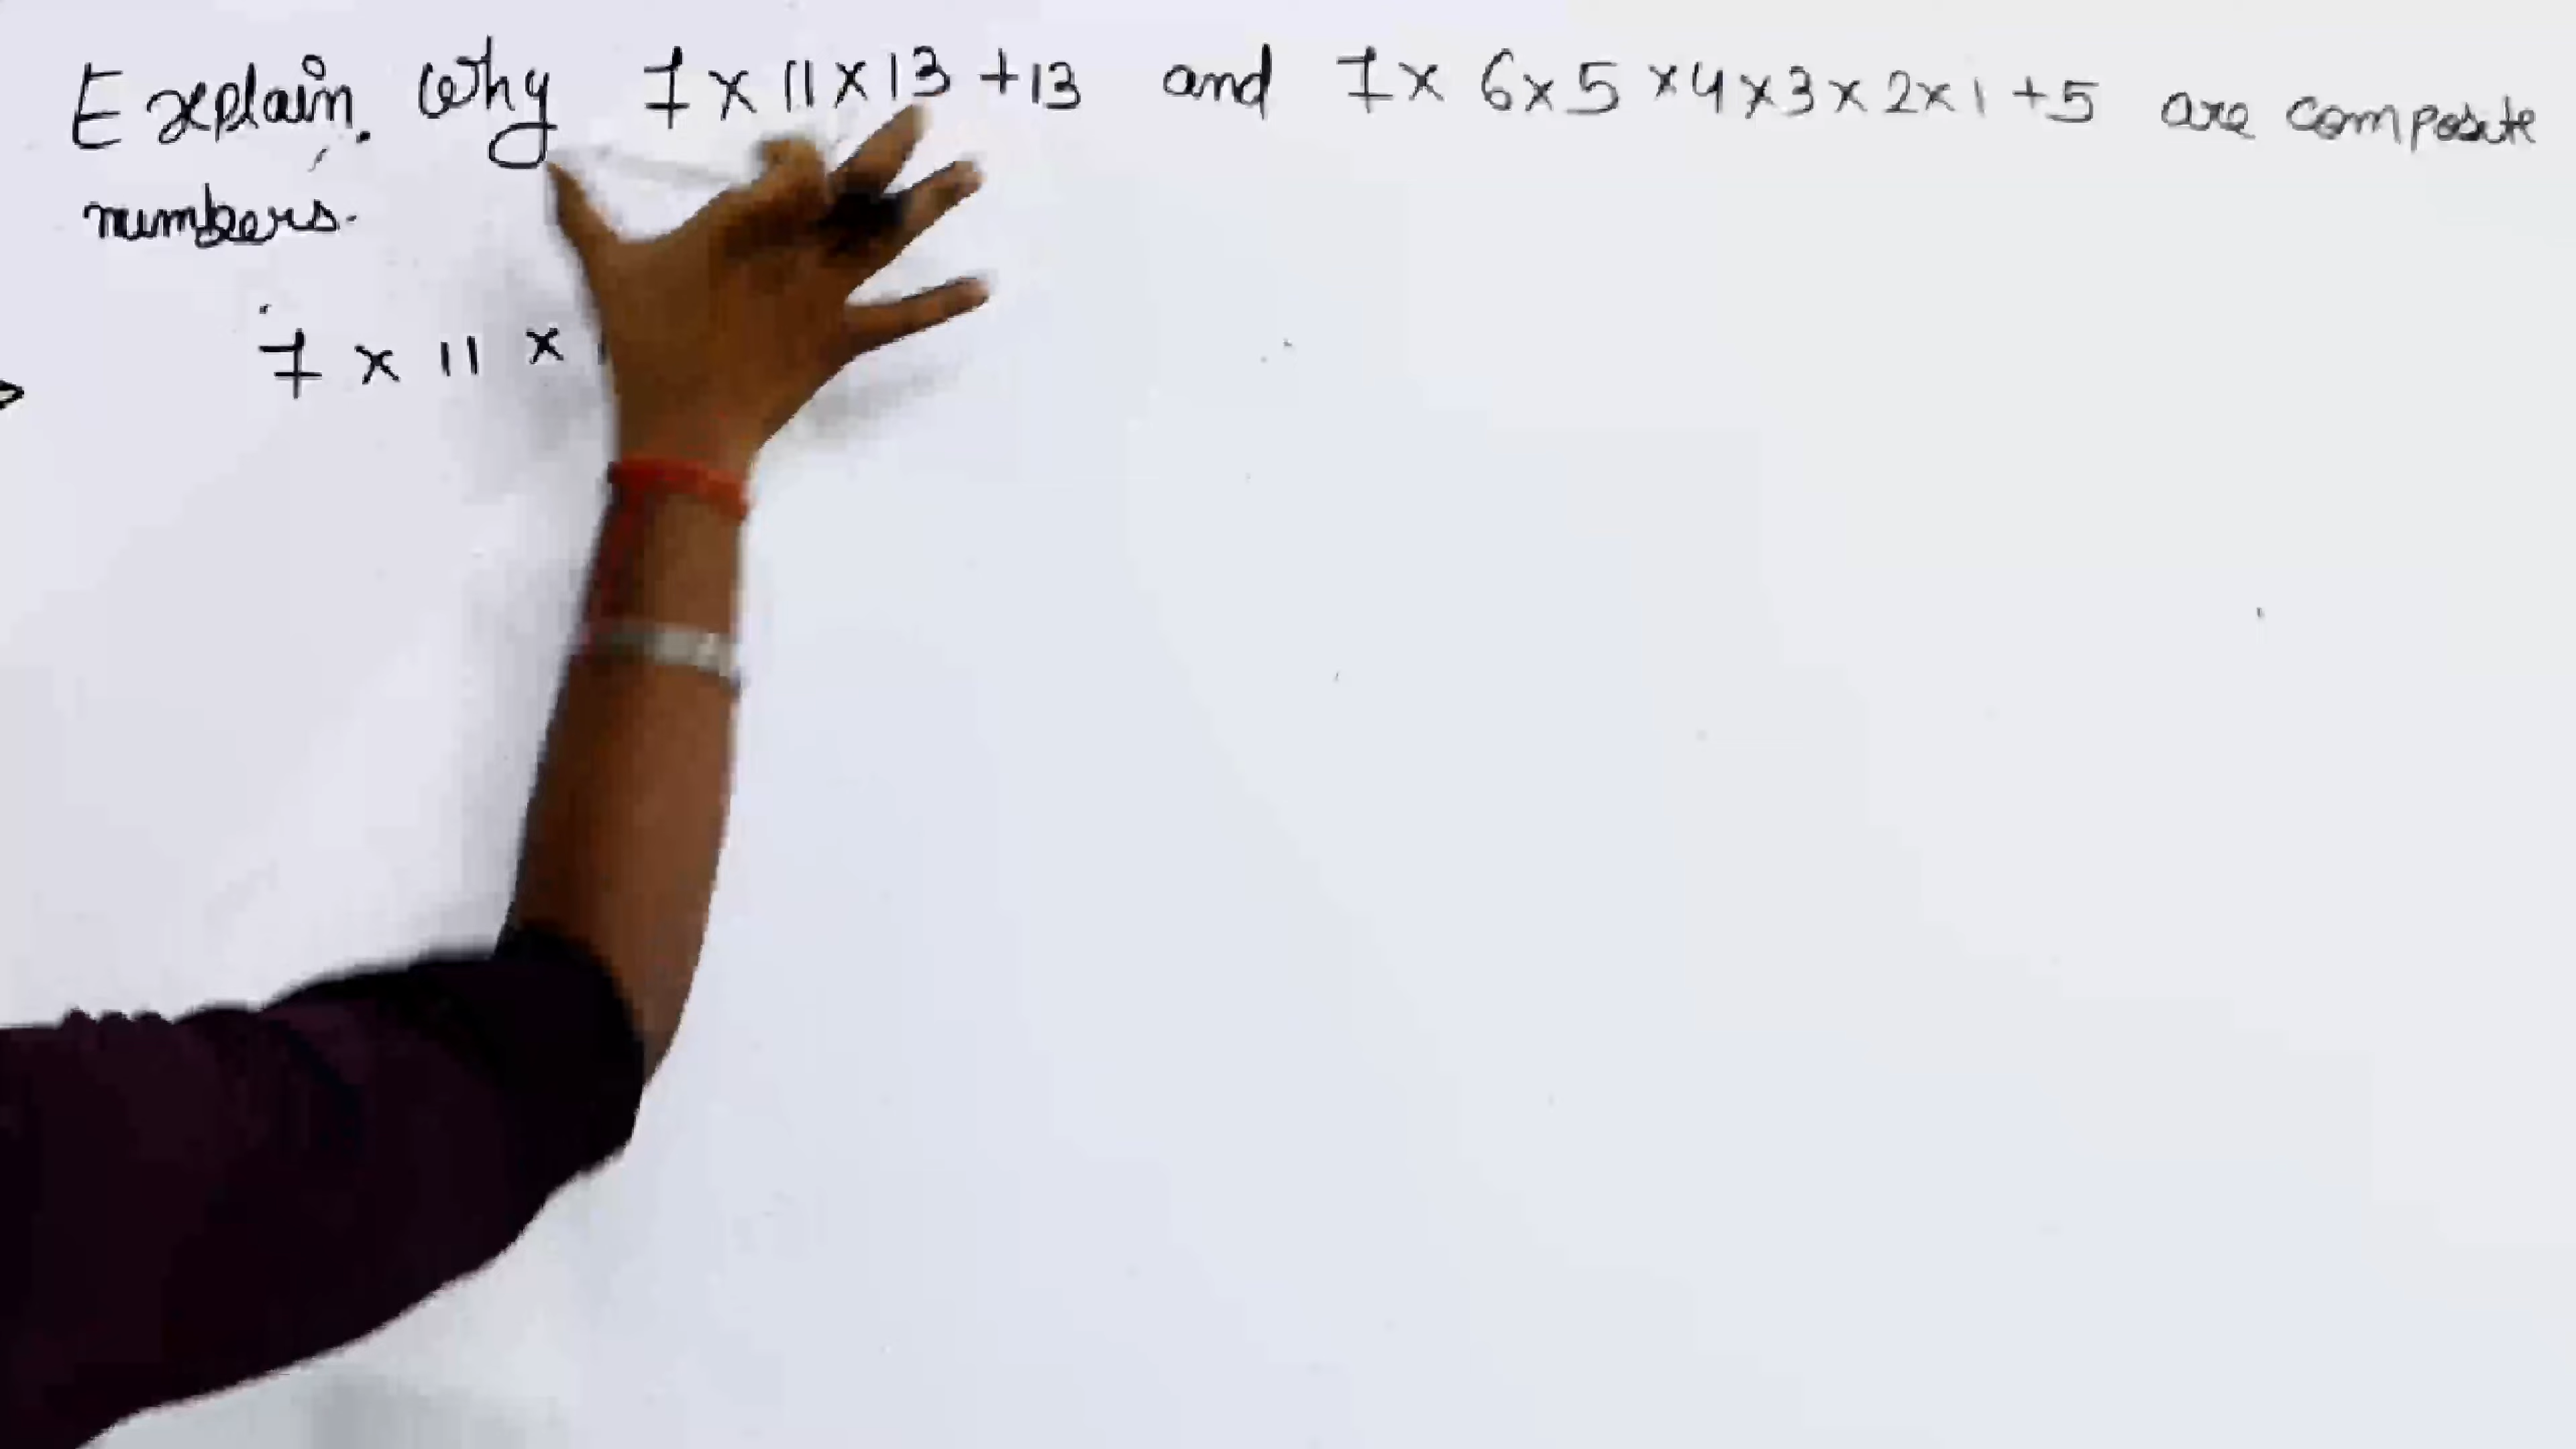 Explain why 7 × 11 × 13 + 13 and 7 × 6 × 5 × 4 × 3 × 2 × 1 + 5 are composite
numbers.
7 × 11 ×